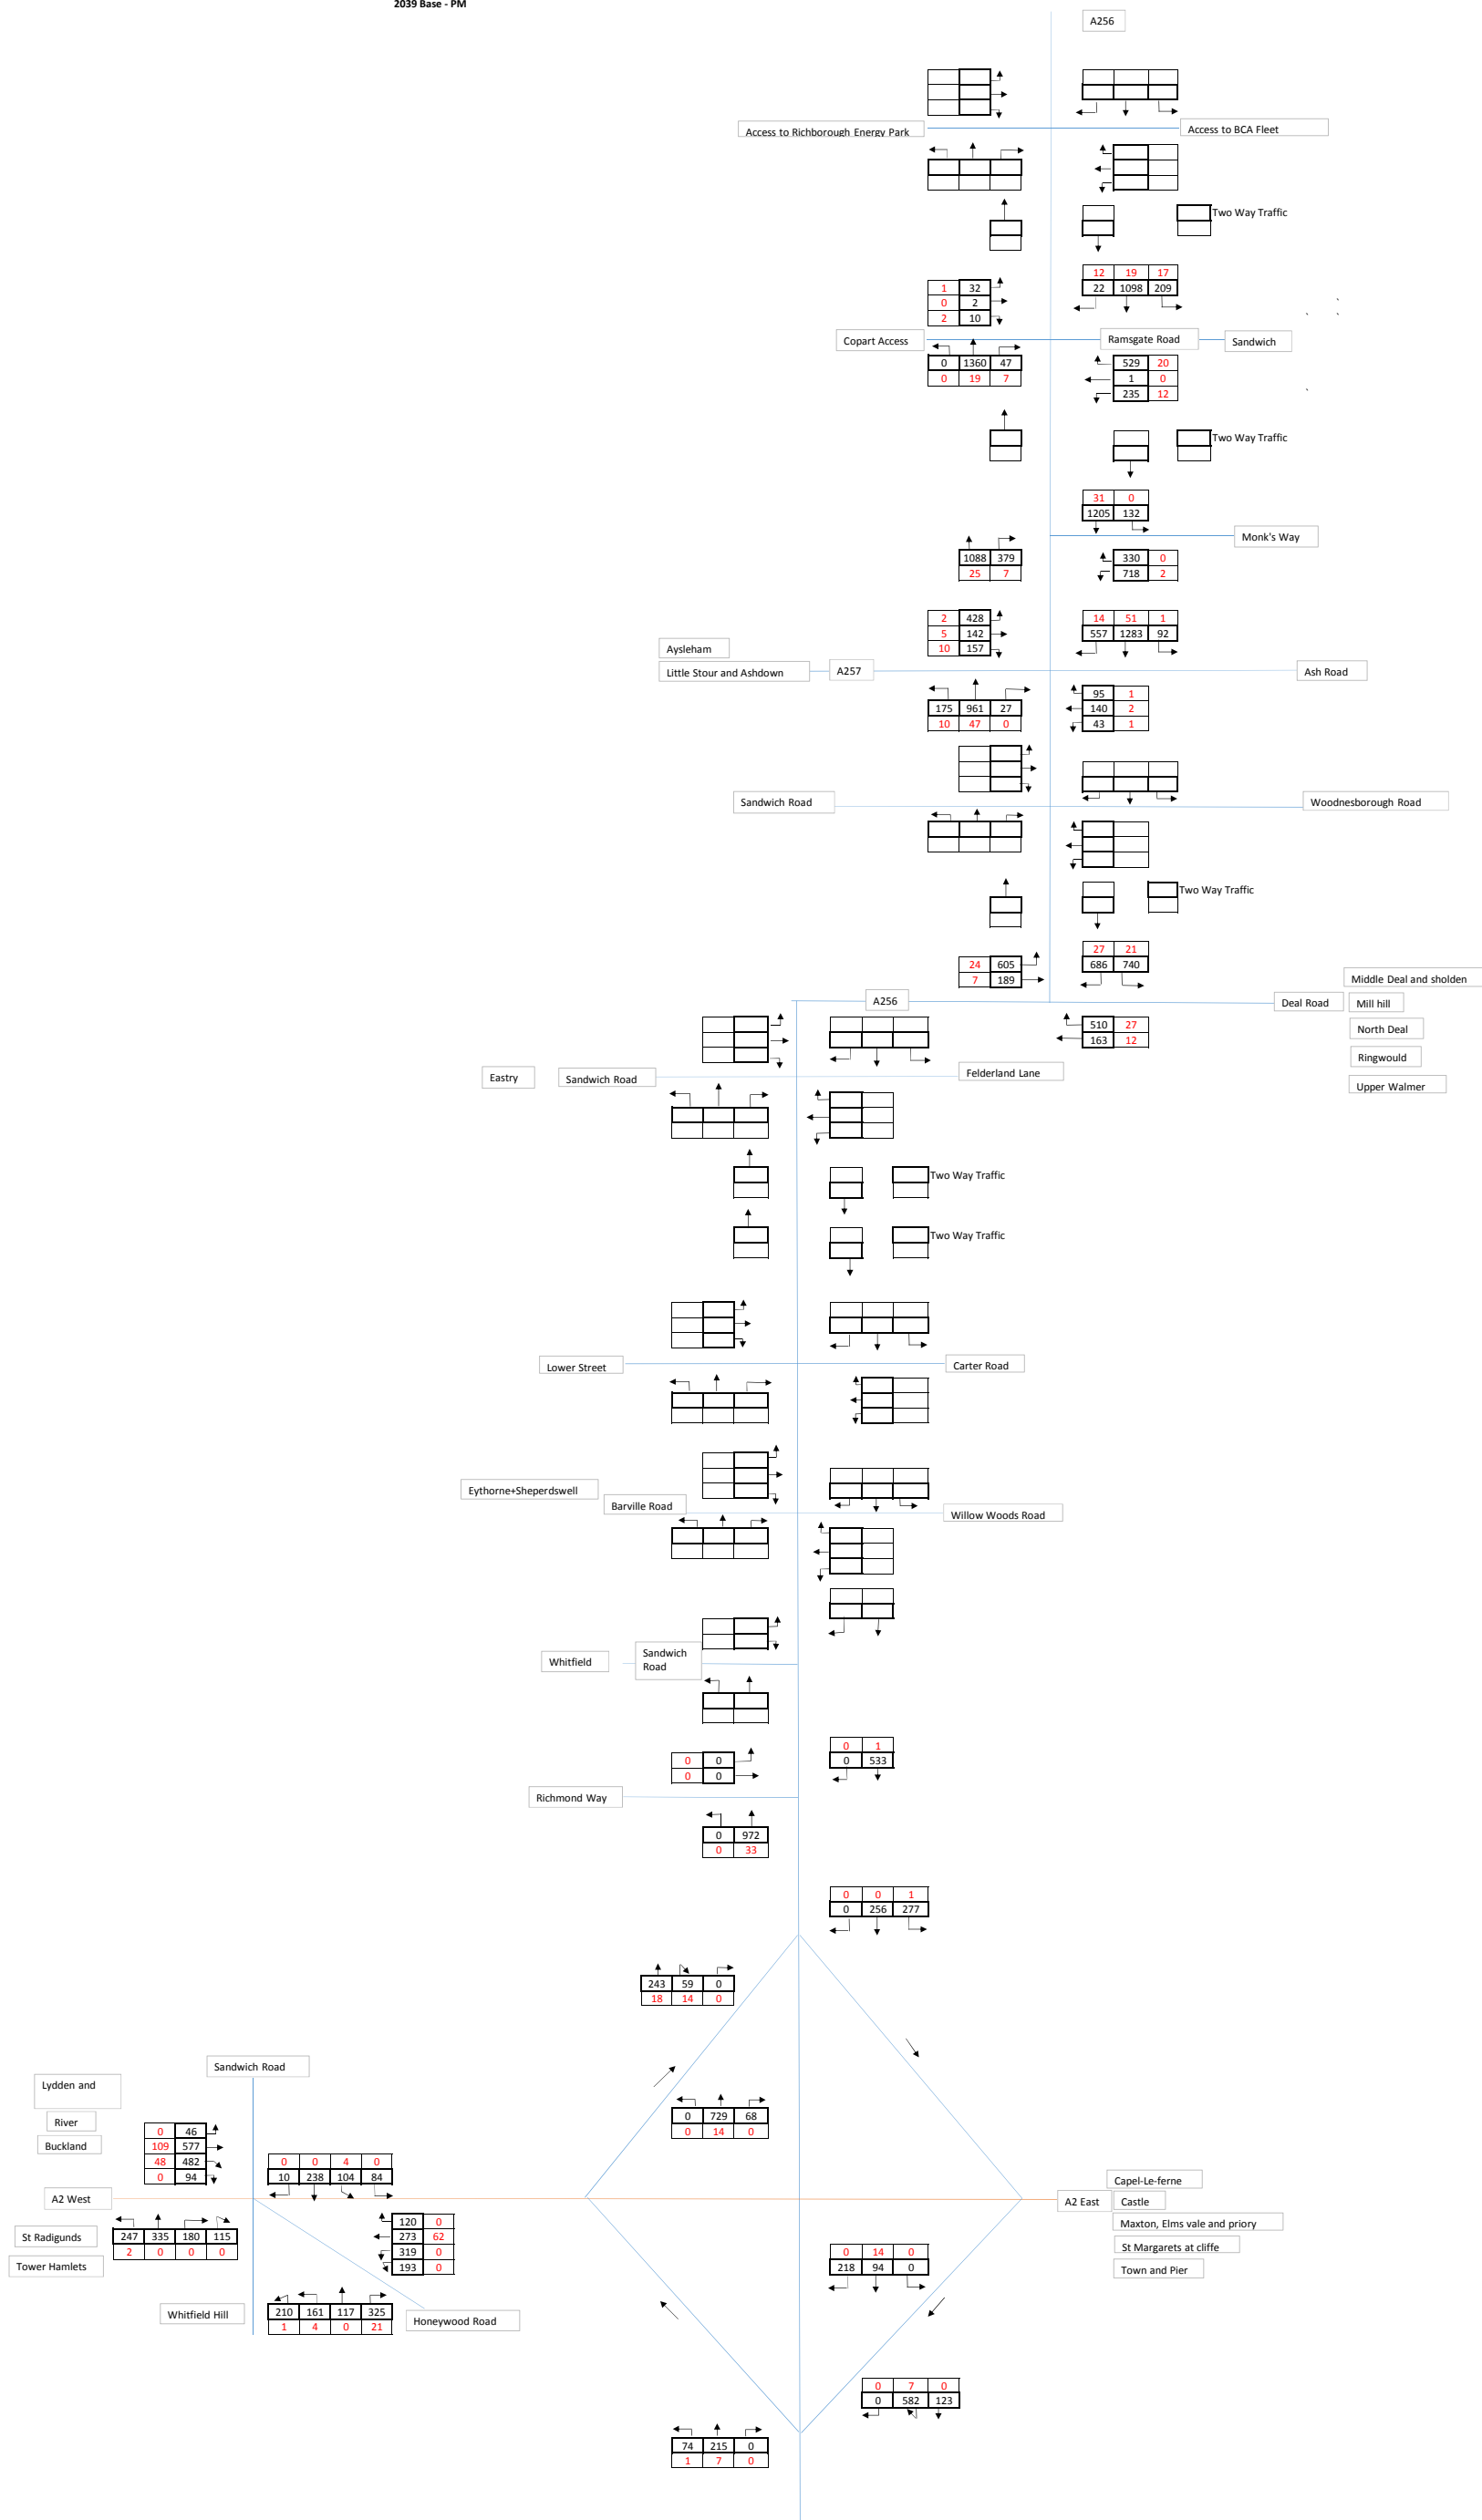 2039 Base - PM
A256
Access to Richborough Energy Park
Access to BCA Fleet
Two Way Traffic
12 19 17
22 1098 209
1 32
0 2
2 10
Copart Access
Ramsgate Road
Sandwich
0 1360 47
0 19 7
529 20
1 0
235 12
Two Way Traffic
31 0
1205 132
Monk's Way
1088 379
25 7
330 0
718 2
2 428
5 142
10 157
14 51 1
557 1283 92
Aysleham
Little Stour and Ashdown
A257
Ash Road
175 961 27
10 47 0
95 1
140 2
43 1
Sandwich Road
Woodnesborough Road
Two Way Traffic
27 21
686 740
24 605
7 189
Middle Deal and sholden
A256
Deal Road
Mill hill
510 27
163 12
North Deal
Ringwould
Upper Walmer
Eastry
Sandwich Road
Felderland Lane
Two Way Traffic
Two Way Traffic
Lower Street
Carter Road
Eythorne+Sheperdswell
Barville Road
Willow Woods Road
Whitfield
Sandwich
Road
0 1
0 533
0 0
0 0
Richmond Way
0 972
0 33
0 0 1
0 256 277
243 59 0
18 14 0
Sandwich Road
Lydden and
River
Buckland
0 46
109 577
48 482
0 94
0 729 68
0 14 0
0 0 4 0
10 238 104 84
A2 West
A2 East
Capel-Le-ferne
Castle
Maxton, Elms vale and priory
St Margarets at cliffe
Town and Pier
St Radigunds
Tower Hamlets
247 335 180 115
2 0 0 0
120 0
273 62
319 0
193 0
0 14 0
218 94 0
Whitfield Hill
210 161 117 325
1 4 0 21
Honeywood Road
0 7 0
0 582 123
74 215 0
1 7 0